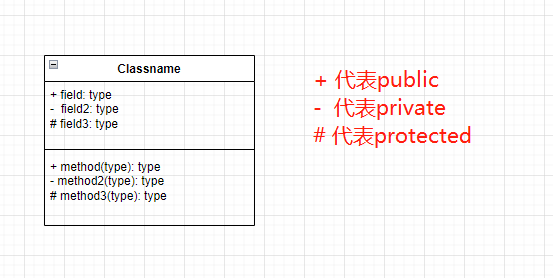 Classname
+ field: type
- field2: type
# field3: type
+ method(type): type
- method2(type): type
# method3(type): type
+ 代表public
- 代表private
# 代表protected